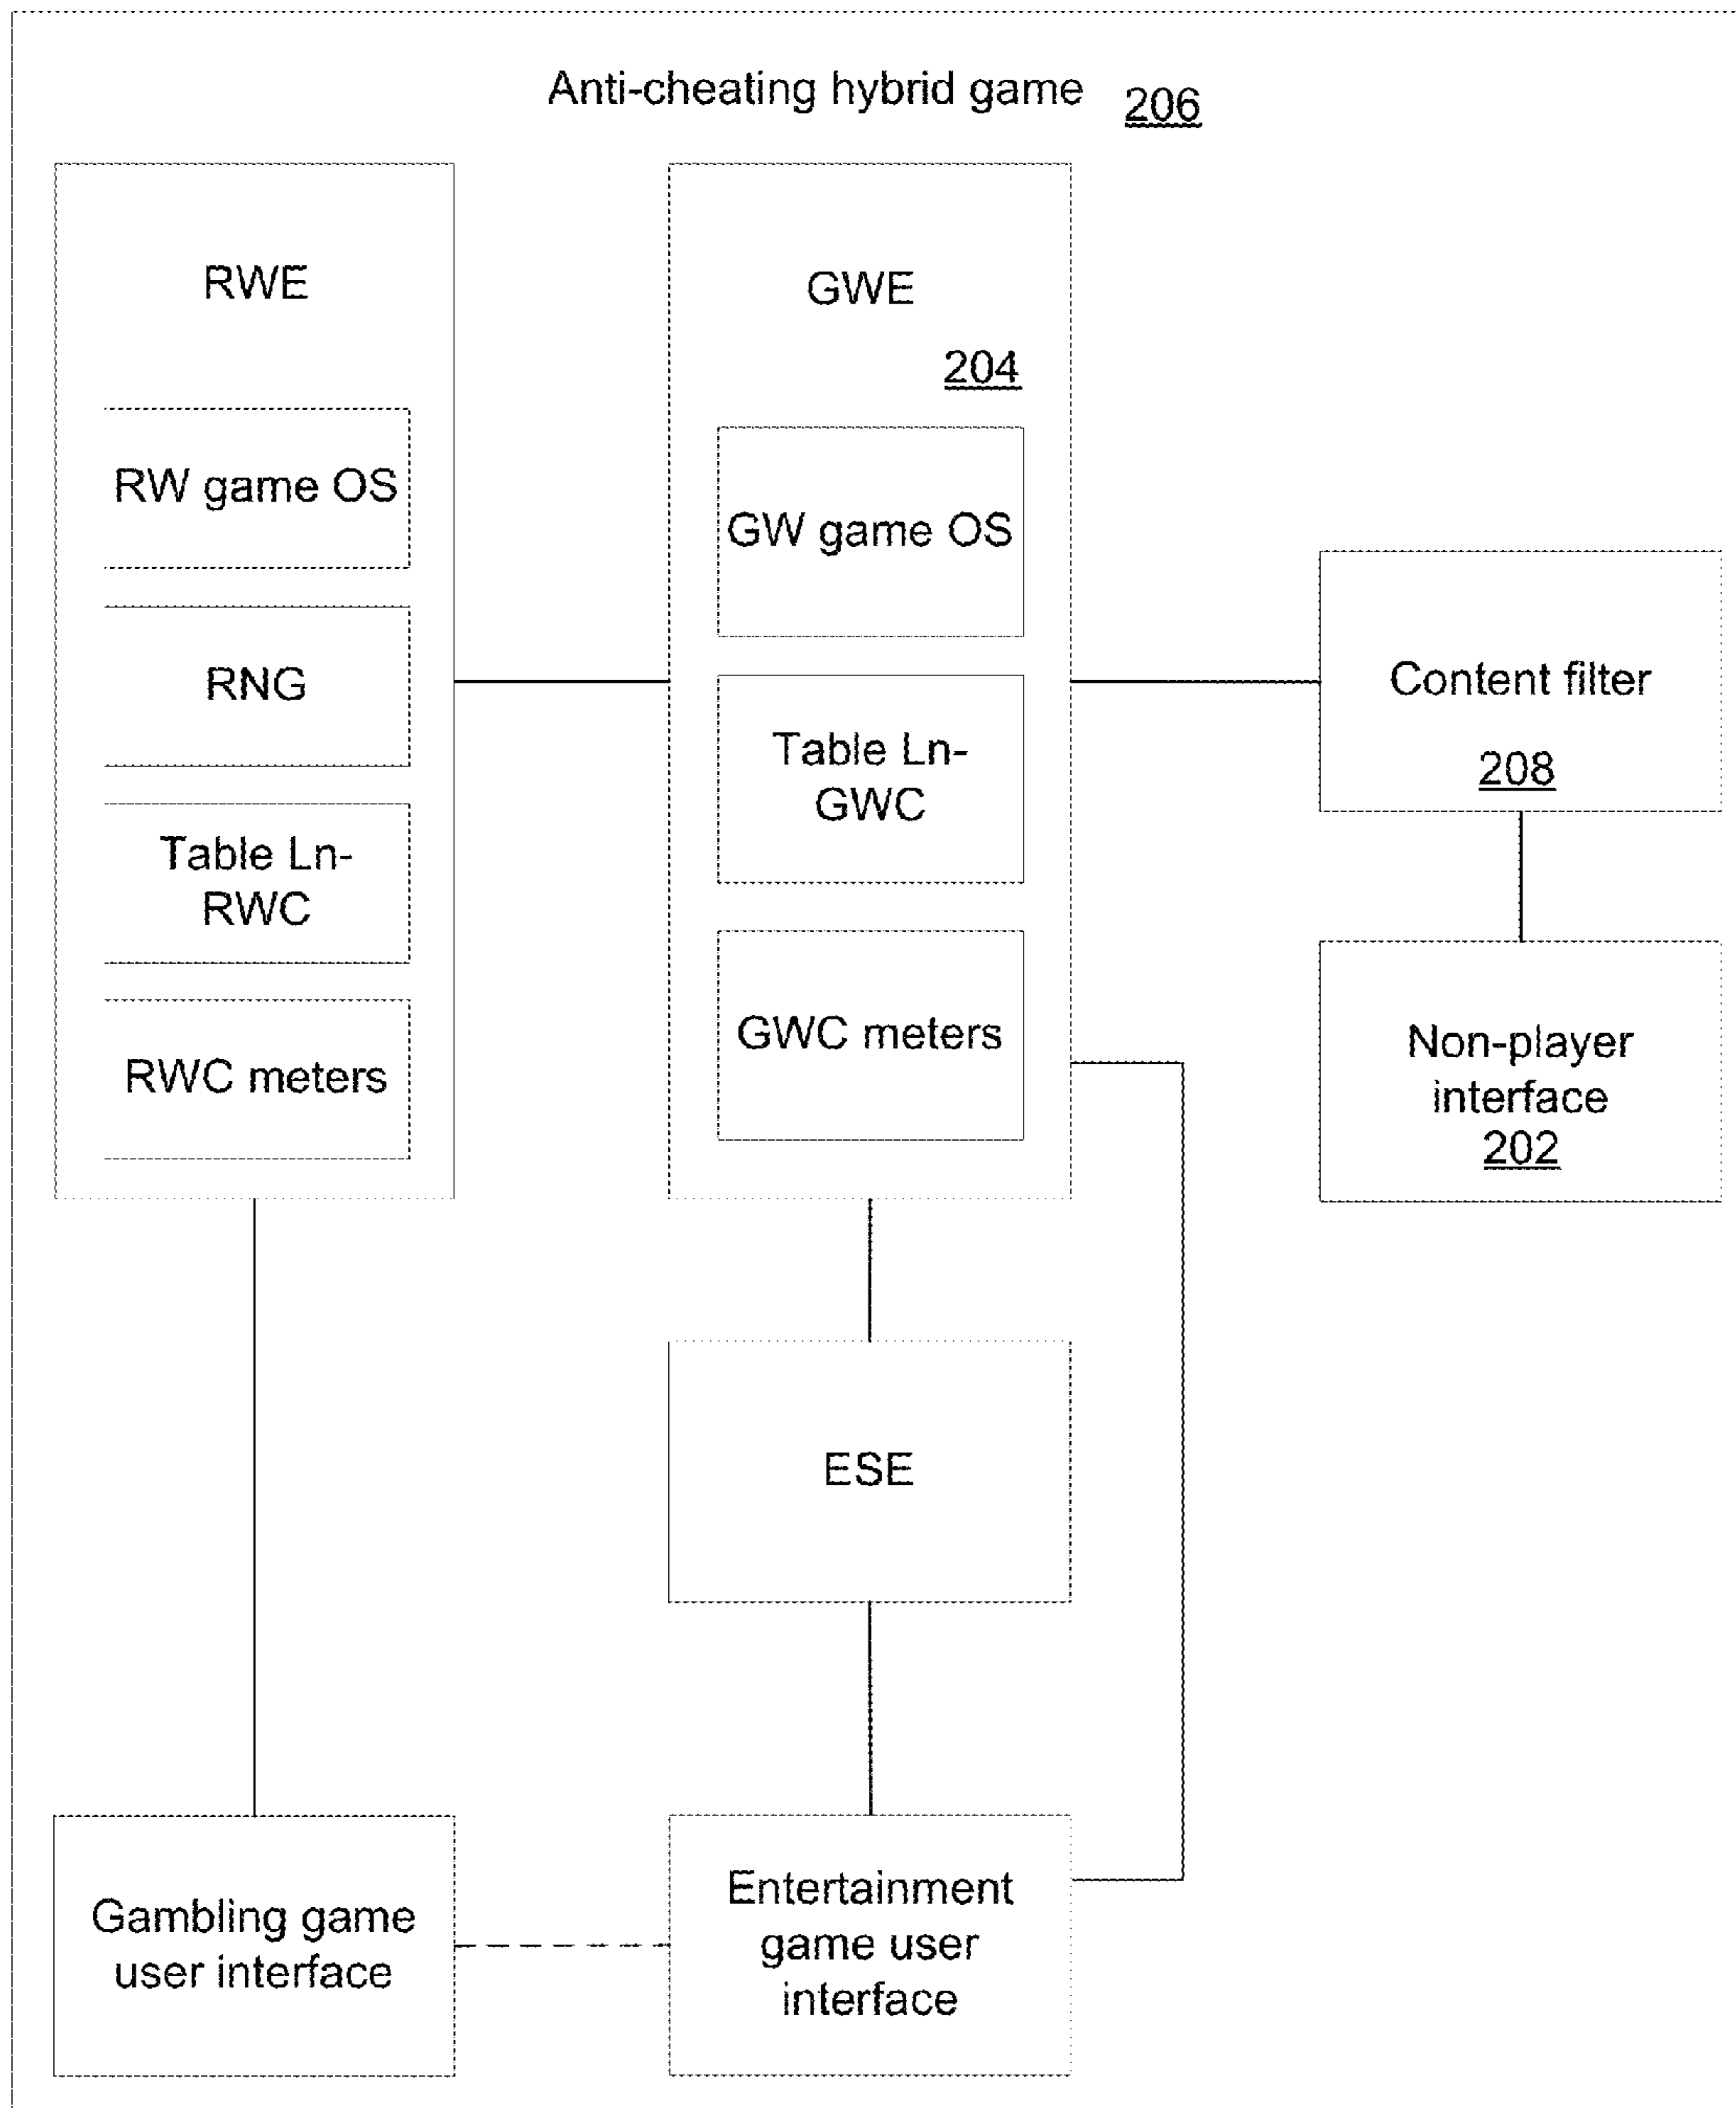 Anti-cheating hybrid game 206
RWE
RW game OS
RNG
Table Ln-
RWC
RWC meters
GWE
204
GW game OS
Table Ln-
GWC
GWC meters
Content filter
208
Non-player
interface
202
ESE
Gambling game
user interface
Entertainment
game user
interface